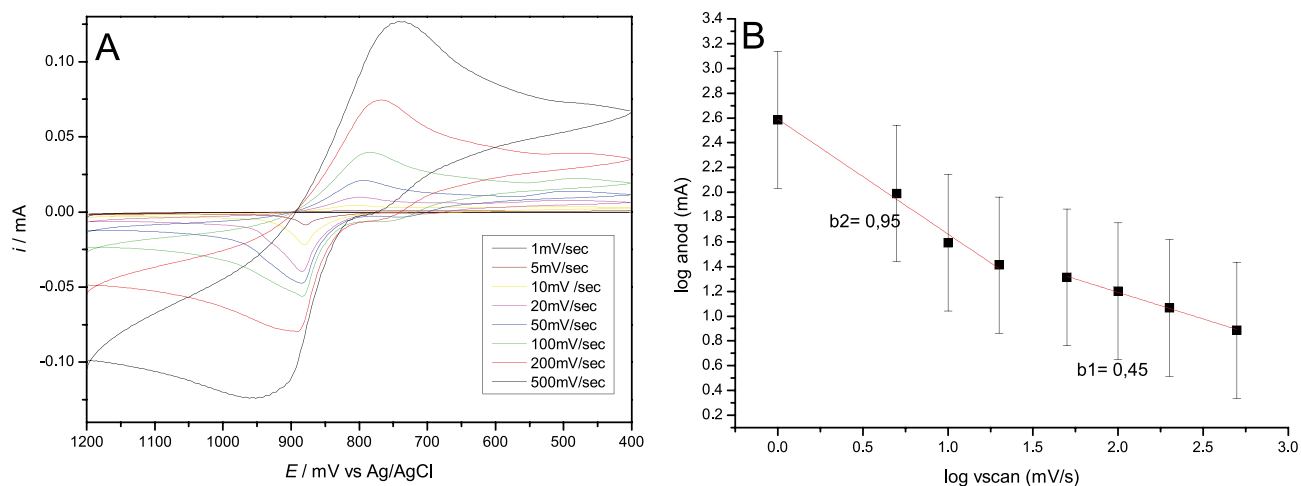 A
0.10
0.05
0.00
-0.05
-0.10
i / mA
1200 1100 1000 900 800 700 600 500 400
E / mV vs Ag/AgCl
1mV/sec
5mV/sec
10mV /sec
20mV/sec
50mV/sec
100mV/sec
200mV/sec
500mV/sec
B
3.4
3.2
3.0
2.8
2.6
2.4
2.2
2.0
1.8
1.6
1.4
1.2
1.0
0.8
0.6
0.4
0.2
log anod (mA)
b2= 0,95
b1= 0,45
0.0 0.5 1.0 1.5 2.0 2.5 3.0
log vscan (mV/s)